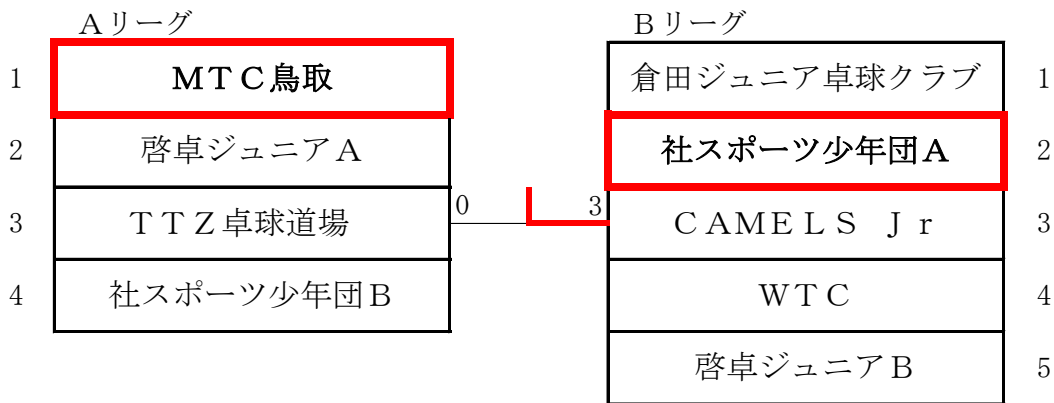 Ａリーグ
1 ＭＴＣ鳥取
2 啓卓ジュニアＡ
3 ＴＴＺ卓球道場 0
4 社スポーツ少年団Ｂ
Ｂリーグ
倉田ジュニア卓球クラブ 1
社スポーツ少年団Ａ 2
3 ＣＡＭＥＬＳ　Ｊｒ 3
ＷＴＣ 4
啓卓ジュニアＢ 5